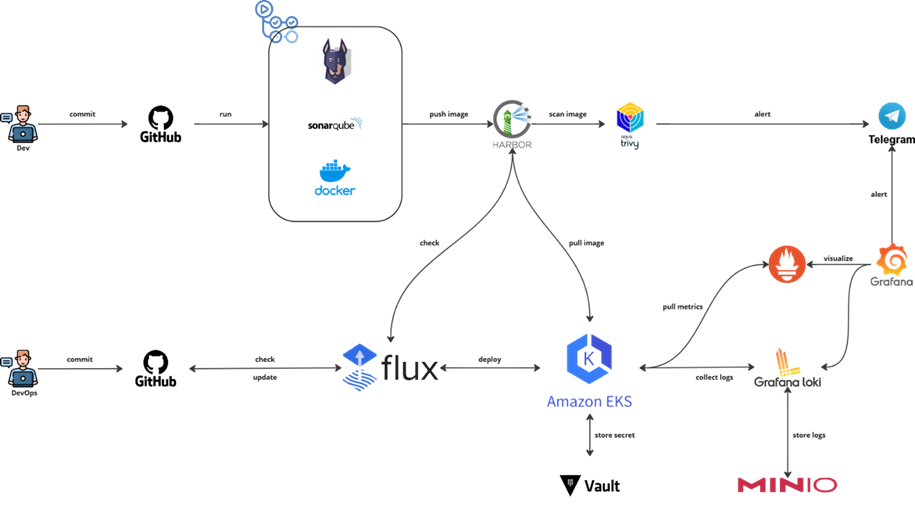 commit
run
push image
scan image
alert
Dev
GitHub
sonarqube
docker
HARBOR
aqua
trivy
Telegram
alert
check
pull image
visualize
Grafana
pull metrics
commit
check
update
deploy
collect logs
DevOps
GitHub
flux
K
Amazon EKS
Grafana loki
store secret
store logs
Vault
MINIO